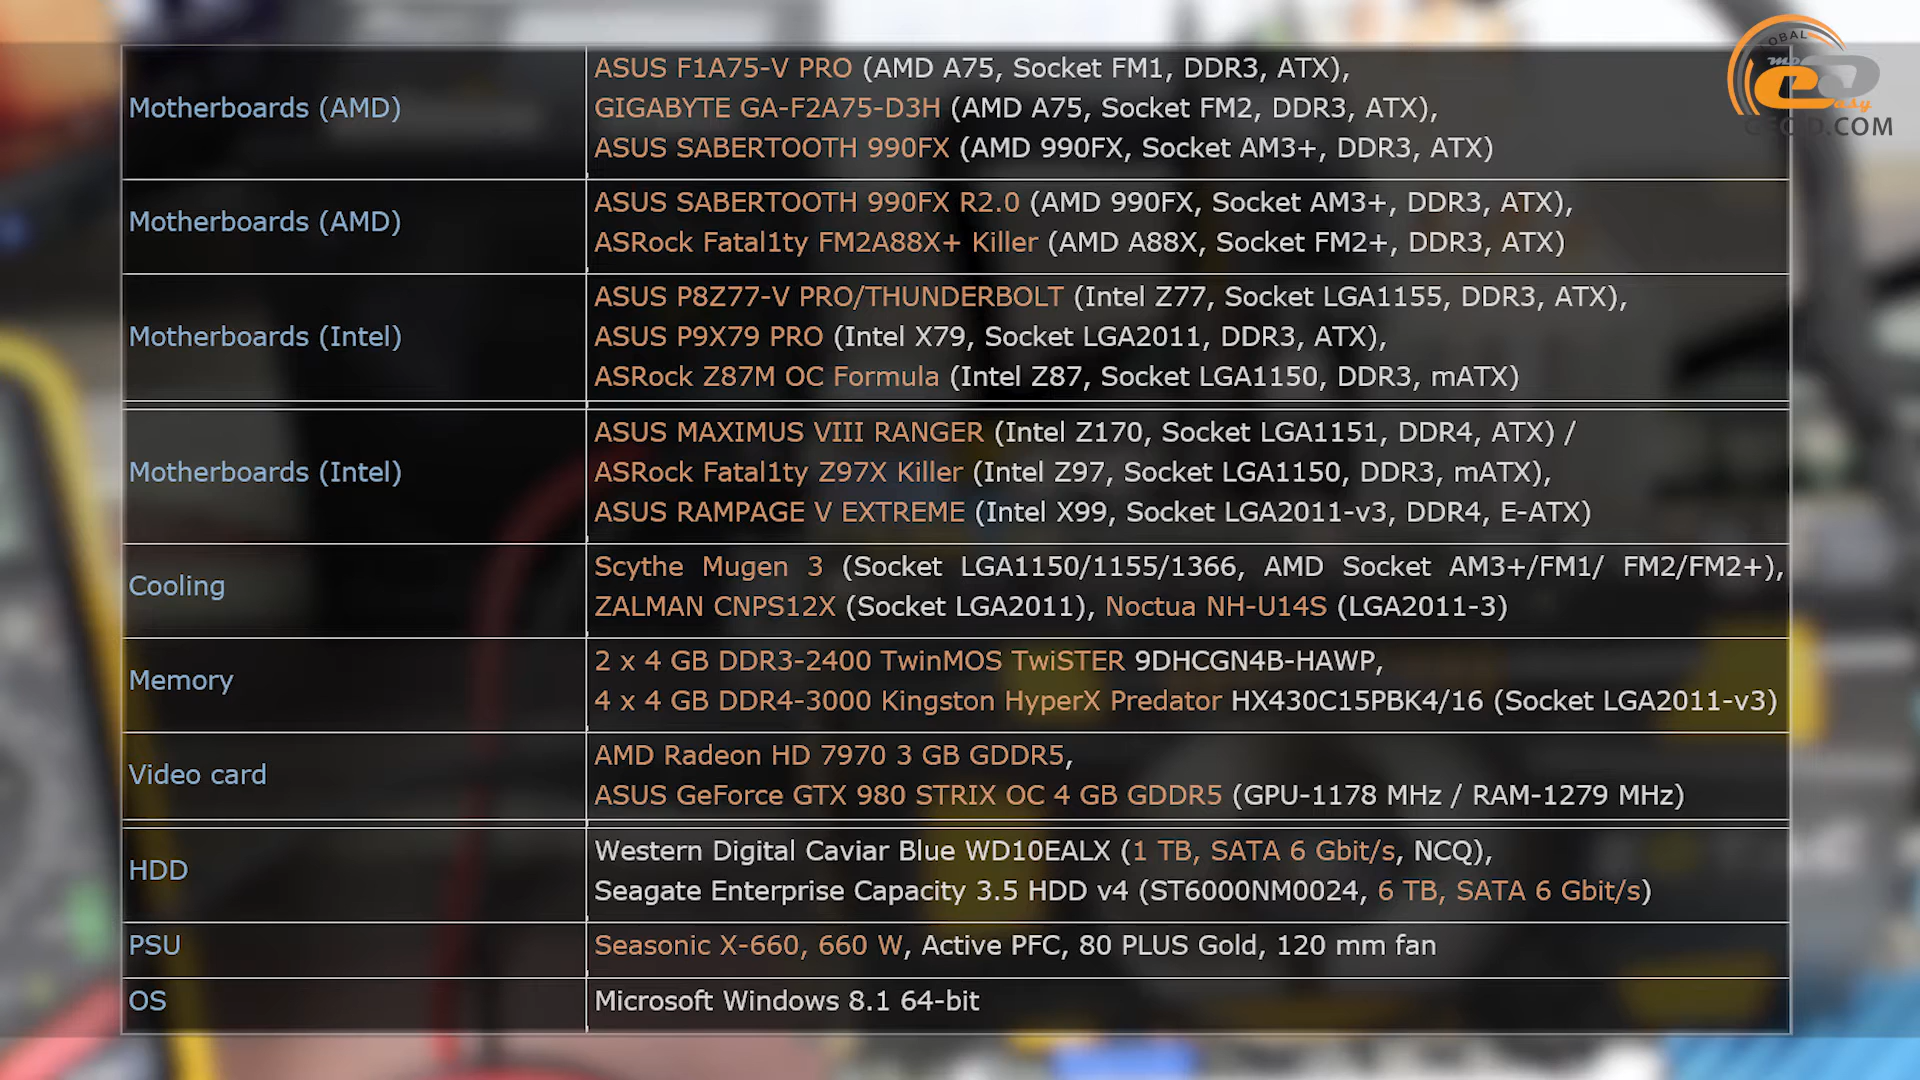 Motherboards (AMD)
ASUS F1A75-V PRO (AMD A75, Socket FM1, DDR3, ATX),
GIGABYTE GA-F2A75-D3H (AMD A75, Socket FM2, DDR3, ATX),
ASUS SABERTOOTH 990FX (AMD 990FX, Socket AM3+, DDR3, ATX)
Motherboards (AMD)
ASUS SABERTOOTH 990FX R2.0 (AMD 990FX, Socket AM3+, DDR3, ATX),
ASRock Fatal1ty FM2A88X+ Killer (AMD A88X, Socket FM2+, DDR3, ATX)
Motherboards (Intel)
ASUS P8Z77-V PRO/THUNDERBOLT (Intel Z77, Socket LGA1155, DDR3, ATX),
ASUS P9X79 PRO (Intel X79, Socket LGA2011, DDR3, ATX),
ASRock Z87M OC Formula (Intel Z87, Socket LGA1150, DDR3, mATX)
Motherboards (Intel)
ASUS MAXIMUS VIII RANGER (Intel Z170, Socket LGA1151, DDR4, ATX) /
ASRock Fatal1ty Z97X Killer (Intel Z97, Socket LGA1150, DDR3, mATX),
ASUS RAMPAGE V EXTREME (Intel X99, Socket LGA2011-v3, DDR4, E-ATX)
Cooling
Scythe Mugen 3 (Socket LGA1150/1155/1366, AMD Socket AM3+/FM1/ FM2/FM2+),
ZALMAN CNPS12X (Socket LGA2011), Noctua NH-U14S (LGA2011-3)
Memory
2 x 4 GB DDR3-2400 TwinMOS TwiSTER 9DHCGN4B-HAWP,
4 x 4 GB DDR4-3000 Kingston HyperX Predator HX430C15PBK4/16 (Socket LGA2011-v3)
Video card
AMD Radeon HD 7970 3 GB GDDR5,
ASUS GeForce GTX 980 STRIX OC 4 GB GDDR5 (GPU-1178 MHz / RAM-1279 MHz)
HDD
Western Digital Caviar Blue WD10EALX (1 TB, SATA 6 Gbit/s, NCQ),
Seagate Enterprise Capacity 3.5 HDD v4 (ST6000NM0024, 6 TB, SATA 6 Gbit/s)
PSU
Seasonic X-660, 660 W, Active PFC, 80 PLUS Gold, 120 mm fan
OS
Microsoft Windows 8.1 64-bit